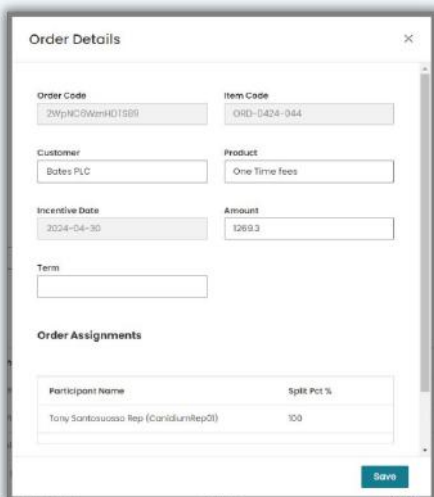 Order Details
Order Code Item Code
ORD-0424-044
Customer Product
Bates PLC One Time fees
Incentive Date Amount
2024-04-30 1269.3
Term
Order Assignments
Participant Name Split Pct %
Tony Santosuosso Rep (CanidiumRep01) 100
Save